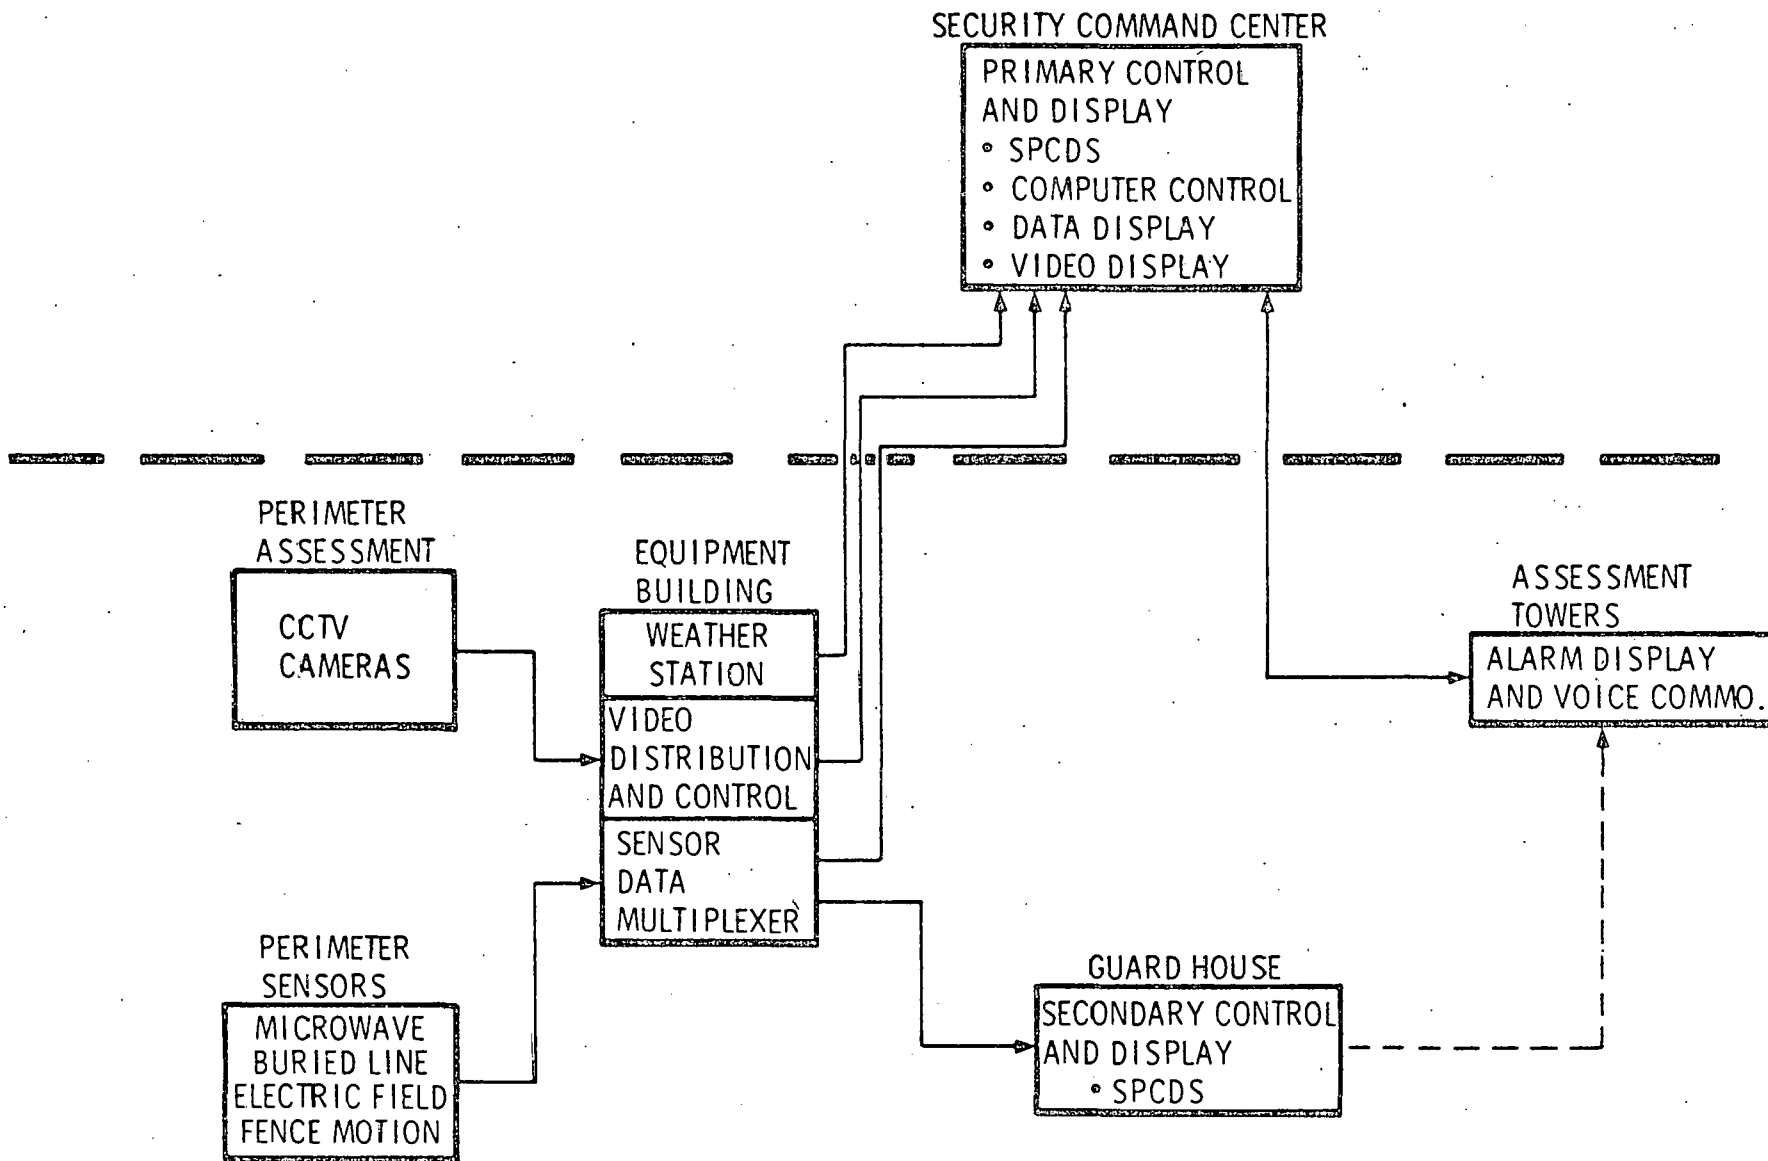 SECURITY COMMAND CENTER
PRIMARY CONTROL
AND DISPLAY
• SPCDS
• COMPUTER CONTROL
• DATA DISPLAY
• VIDEO DISPLAY
PERIMETER
ASSESSMENT
CCTV
CAMERAS
EQUIPMENT
BUILDING
WEATHER
STATION
VIDEO
DISTRIBUTION
AND CONTROL
SENSOR
DATA
MULTIPLEXER
ASSESSMENT
TOWERS
ALARM DISPLAY
AND VOICE COMMO.
PERIMETER
SENSORS
MICROWAVE
BURIED LINE
ELECTRIC FIELD
FENCE MOTION
GUARD HOUSE
SECONDARY CONTROL
AND DISPLAY
• SPCDS